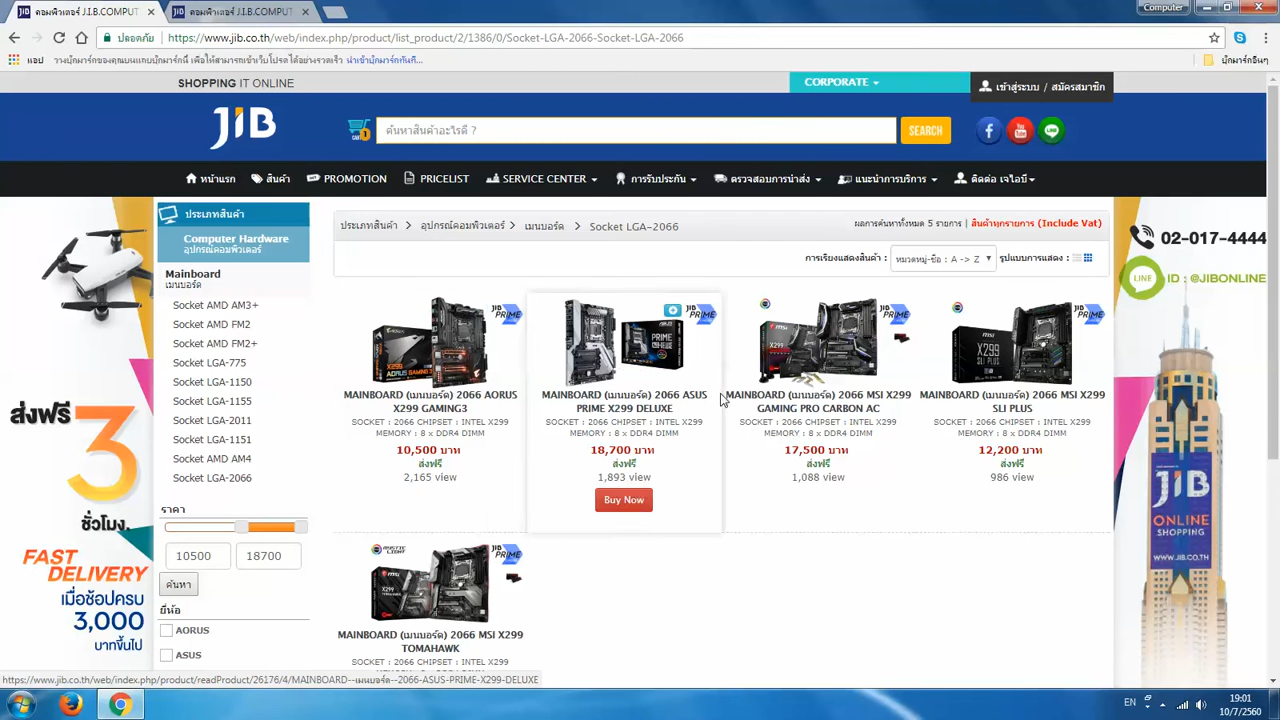 คอมพิวเตอร์ J.I.B.COMPUT
คอมพิวเตอร์ J.I.B.COMPUT
Computer
ปลอดภัย
https://www.jib.co.th/web/index.php/product/list_product/2/1386/0/Socket-LGA-2066-Socket-LGA-2066
แอป
วางบุ๊กมาร์กของคุณบนแถบบุ๊กมาร์กนี้ เพื่อให้สามารถเข้าเว็บโปรดได้อย่างรวดเร็ว นำเข้าบุ๊กมาร์กทันที...
บุ๊กมาร์กอื่นๆ
SHOPPING IT ONLINE
CORPORATE
เข้าสู่ระบบ / สมัครสมาชิก
JIB
CART 1
ค้นหาสินค้าอะไรดี ?
SEARCH
หน้าแรก
สินค้า
PROMOTION
PRICELIST
SERVICE CENTER
การรับประกัน
ตรวจสอบการนำส่ง
แนะนำการบริการ
ติดต่อ เจไอบี
ประเภทสินค้า
Computer Hardware
อุปกรณ์คอมพิวเตอร์
Mainboard
เมนบอร์ด
Socket AMD AM3+
Socket AMD FM2
Socket AMD FM2+
Socket LGA-775
Socket LGA-1150
Socket LGA-1155
Socket LGA-2011
Socket LGA-1151
Socket AMD AM4
Socket LGA-2066
ราคา
10500
18700
ค้นหา
ยี่ห้อ
AORUS
ASUS
ประเภทสินค้า > อุปกรณ์คอมพิวเตอร์ > เมนบอร์ด > Socket LGA-2066
ผลการค้นหาทั้งหมด 5 รายการ | สินค้าทุกรายการ (Include Vat)
การเรียงแสดงสินค้า : หมวดหมู่-ชื่อ : A -> Z
รูปแบบการแสดง :
JIB PRIME
MAINBOARD (เมนบอร์ด) 2066 AORUS
X299 GAMING3
SOCKET : 2066 CHIPSET : INTEL X299
MEMORY : 8 x DDR4 DIMM
10,500 บาท
ส่งฟรี
2,165 view
JIB PRIME
MAINBOARD (เมนบอร์ด) 2066 ASUS
PRIME X299 DELUXE
SOCKET : 2066 CHIPSET : INTEL X299
MEMORY : 8 x DDR4 DIMM
18,700 บาท
ส่งฟรี
1,893 view
Buy Now
JIB PRIME
MAINBOARD (เมนบอร์ด) 2066 MSI X299
GAMING PRO CARBON AC
SOCKET : 2066 CHIPSET : INTEL X299
MEMORY : 8 x DDR4 DIMM
17,500 บาท
ส่งฟรี
1,088 view
JIB PRIME
X299
SLI PLUS
MAINBOARD (เมนบอร์ด) 2066 MSI X299
SLI PLUS
SOCKET : 2066 CHIPSET : INTEL X299
MEMORY : 8 x DDR4 DIMM
12,200 บาท
ส่งฟรี
986 view
JIB PRIME
MAINBOARD (เมนบอร์ด) 2066 MSI X299
TOMAHAWK
SOCKET : 2066 CHIPSET : INTEL X299
ส่งฟรี
3
ชั่วโมง.
FAST
DELIVERY
เมื่อช้อปครบ
3,000
บาทขึ้นไป
02-017-4444
LINE
ID : @JIBONLINE
JIB
ONLINE
SHOPPING
WWW.JIB.CO.TH
https://www.jib.co.th/web/index.php/product/readProduct/26176/4/MAINBOARD--เมนบอร์ด--2066-ASUS-PRIME-X299-DELUXE
EN
19:01
10/7/2560